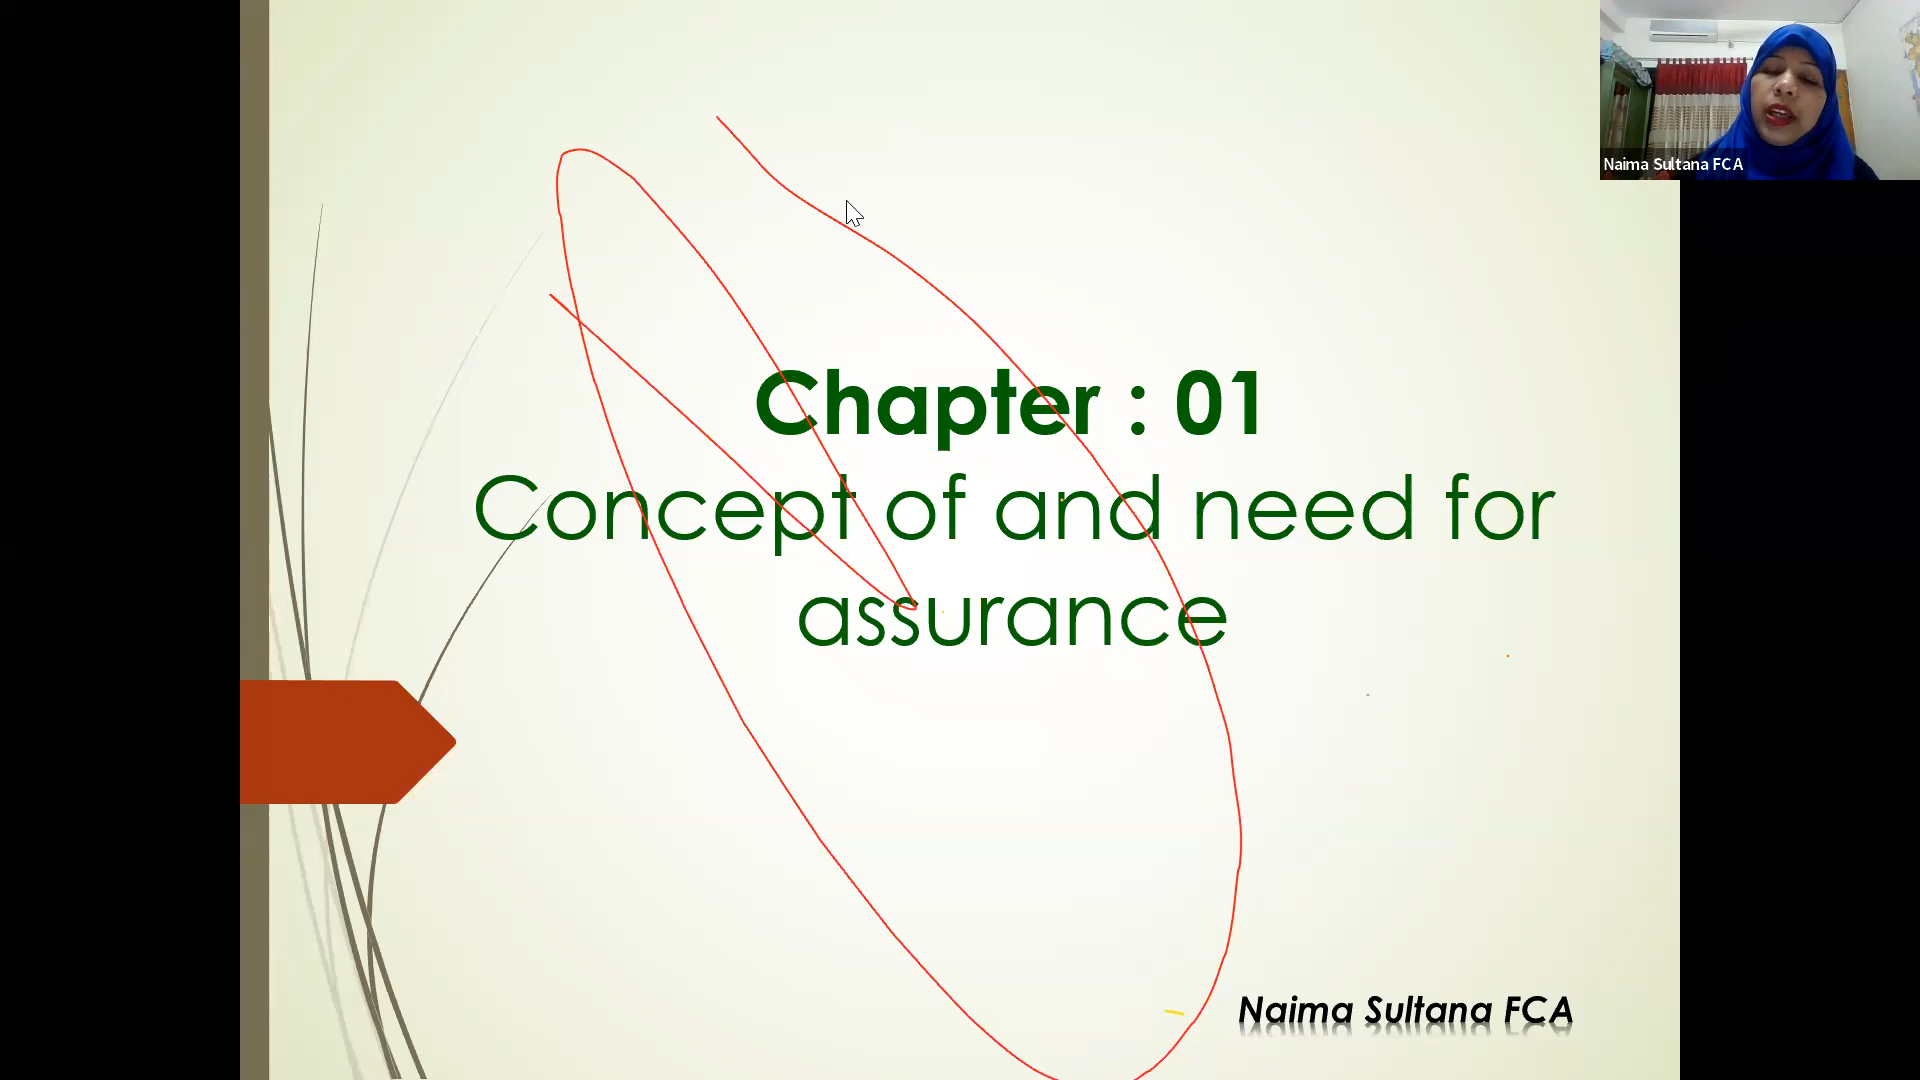 Naima Sultana FCA
Chapter : 01
Concept of and need for
assurance
Naima Sultana FCA